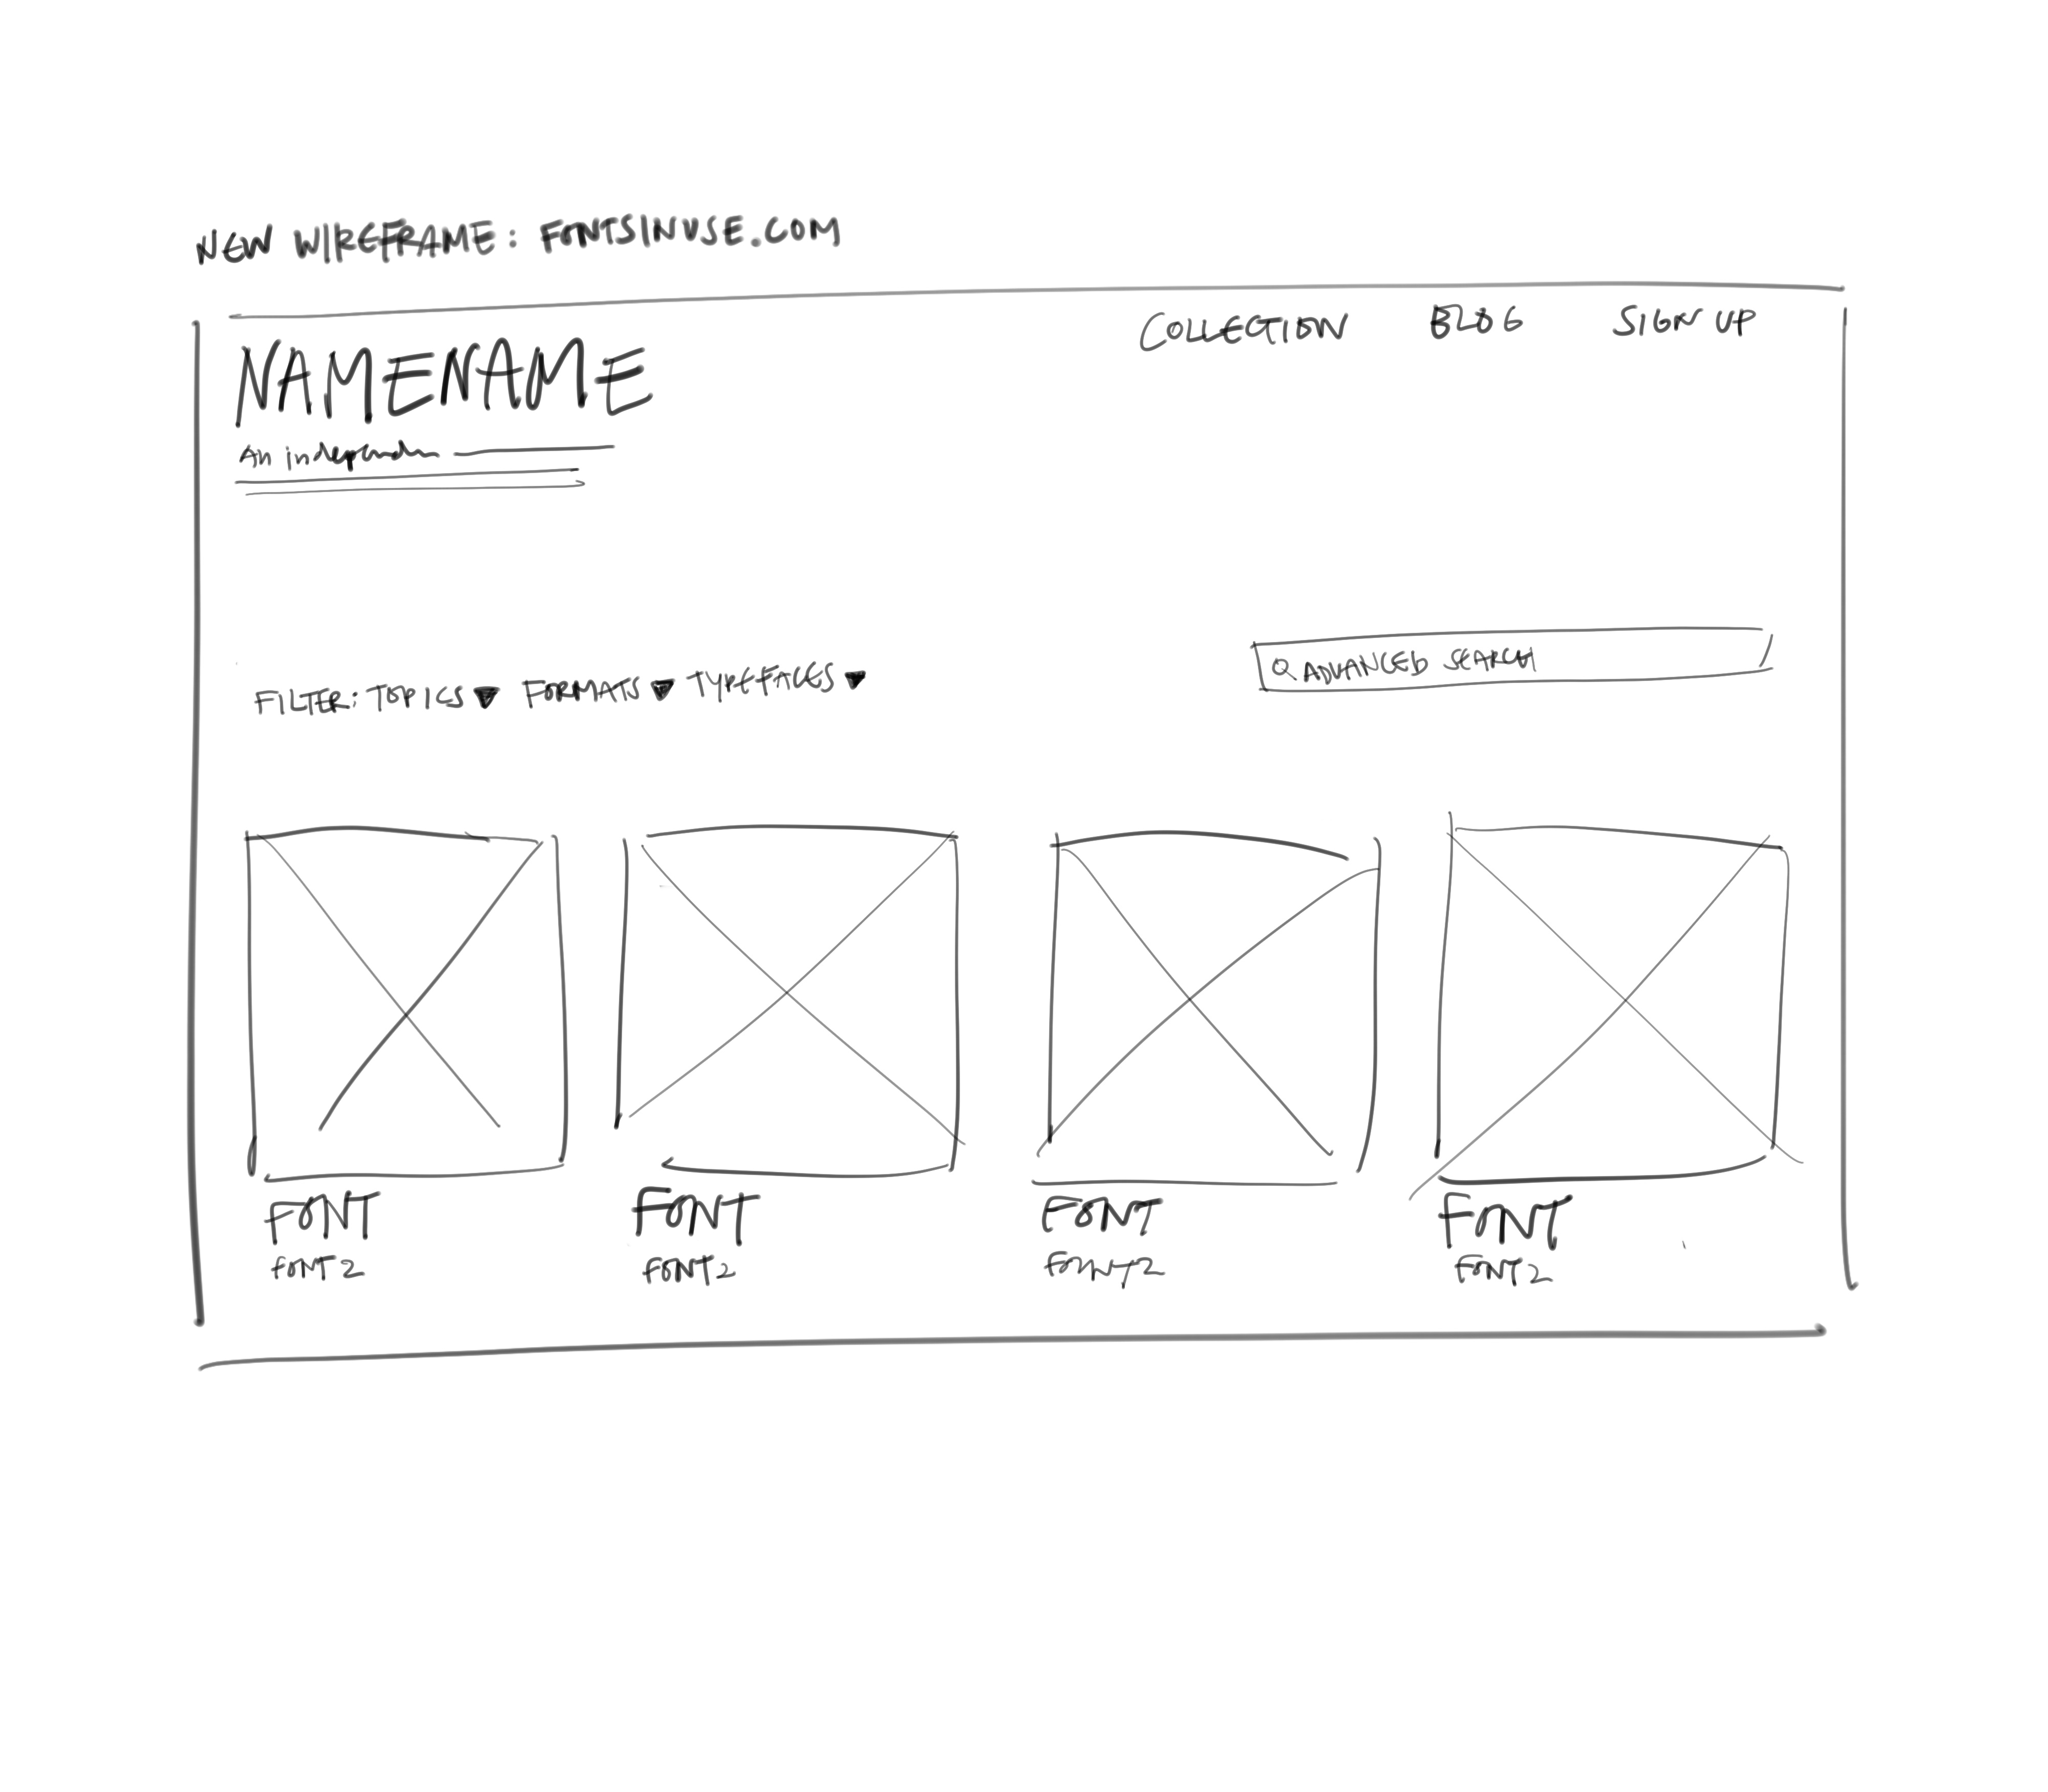 NEW WIREFRAME: FONTSINUSE.COM
COLLECTION BLOG SIGN UP
NAMENAME
An
FILTER: TOPICS ▼ FORMATS ▼ TYPEFACES ▼
ADVANCED SEARCH
FONT FONT FONT FONT
FONT 2 FONT 2 FONT 2 FONT 2